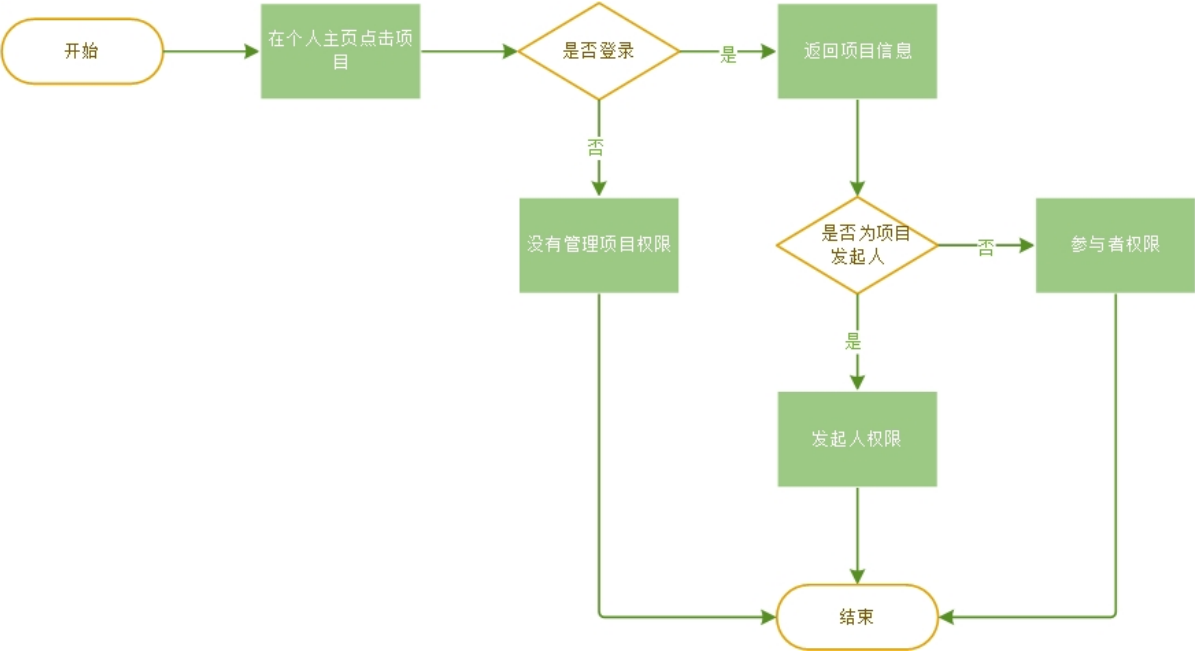 开始
在个人主页点击项
目
是否登录
是
返回项目信息
否
没有管理项目权限
是否为项目
发起人
否
参与者权限
是
发起人权限
结束